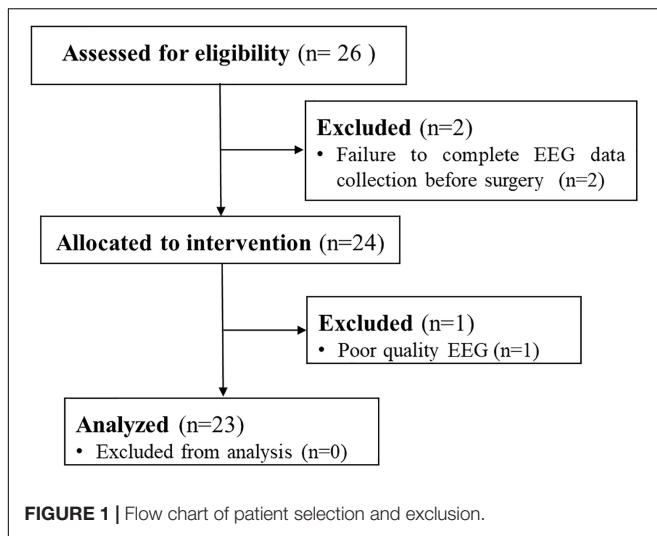 Assessed for eligibility (n= 26 )
Excluded (n=2)
• Failure to complete EEG data
collection before surgery (n=2)
Allocated to intervention (n=24)
Excluded (n=1)
• Poor quality EEG (n=1)
Analyzed (n=23)
• Excluded from analysis (n=0)
FIGURE 1 | Flow chart of patient selection and exclusion.